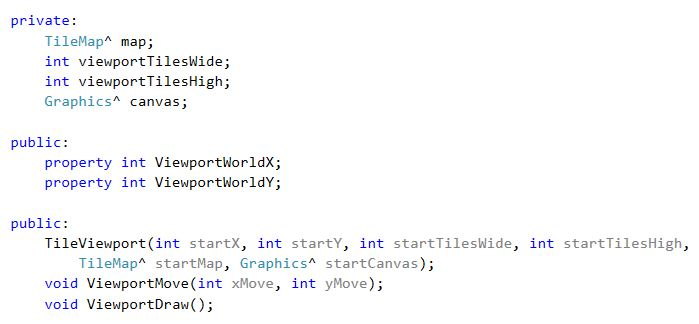 private:
    TileMap^ map;
    int viewportTilesWide;
    int viewportTilesHigh;
    Graphics^ canvas;

public:
    property int ViewportWorldX;
    property int ViewportWorldY;

public:
    TileViewport(int startX, int startY, int startTilesWide, int startTilesHigh,
        TileMap^ startMap, Graphics^ startCanvas);
    void ViewportMove(int xMove, int yMove);
    void ViewportDraw();